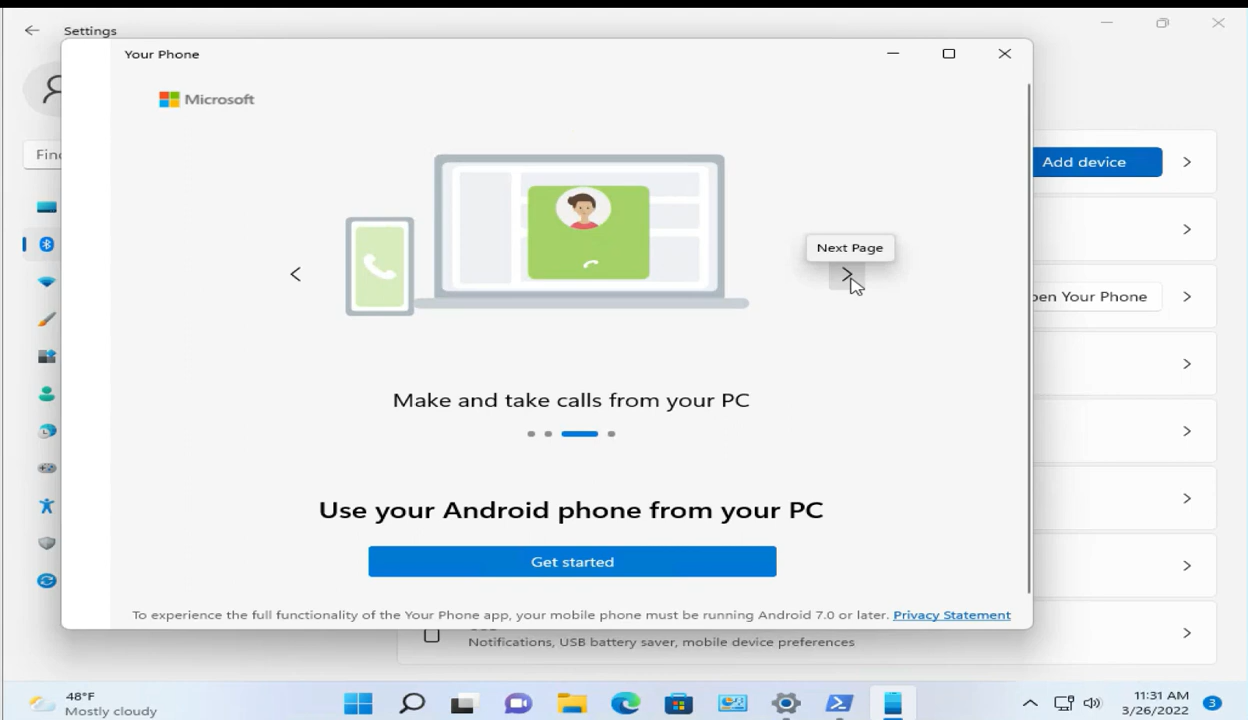 Settings
Your Phone
Microsoft
Add device
Next Page
pen Your Phone
Make and take calls from your PC
Use your Android phone from your PC
Get started
To experience the full functionality of the Your Phone app, your mobile phone must be running Android 7.0 or later. Privacy Statement
Notifications, USB battery saver, mobile device preferences
48°F
Mostly cloudy
11:31 AM
3/26/2022
3